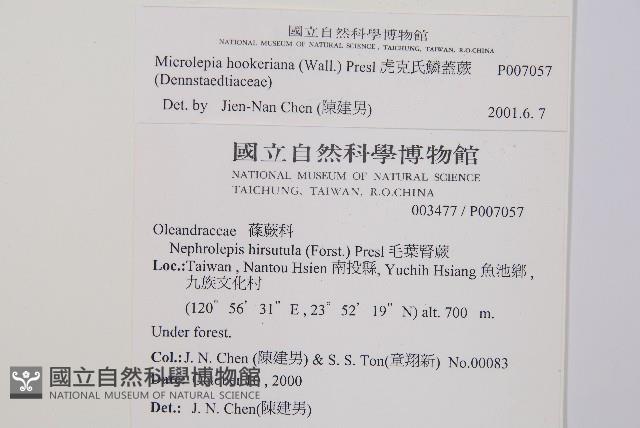 國立自然科學博物館
NATIONAL MUSEUM OF NATURAL SCIENCE , TAICHUNG, TAIWAN, R.O.CHINA
Microlepia hookeriana (Wall.) Presl 虎克氏鱗蓋蕨 P007057
(Dennstaedtiaceae)
Det. by Jien-Nan Chen (陳建男) 2001.6. 7
國立自然科學博物館
NATIONAL MUSEUM OF NATURAL SCIENCE
TAICHUNG, TAIWAN, R.O.CHINA
003477 / P007057
Oleandraceae 蓧蕨科
Nephrolepis hirsutula (Forst.) Presl 毛葉腎蕨
Loc.:Taiwan , Nantou Hsien 南投縣, Yuchih Hsiang 魚池鄉 ,
九族文化村
(120° 56' 31" E , 23° 52' 19" N) alt. 700 m.
Under forest.
Col.: J. N. Chen (陳建男) & S. S. Ton(童翔新) No.00083
Date: , 2000
Det.: J. N. Chen(陳建男)
國立自然科學博物館
NATIONAL MUSEUM OF NATURAL SCIENCE